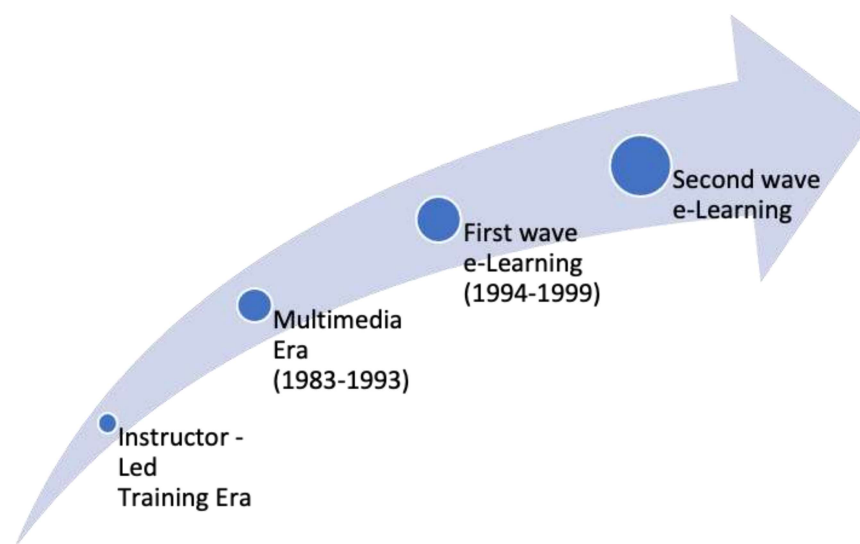 Second wave
e-Learning
First wave
e-Learning
(1994-1999)
Multimedia
Era
(1983-1993)
Instructor -
Led
Training Era